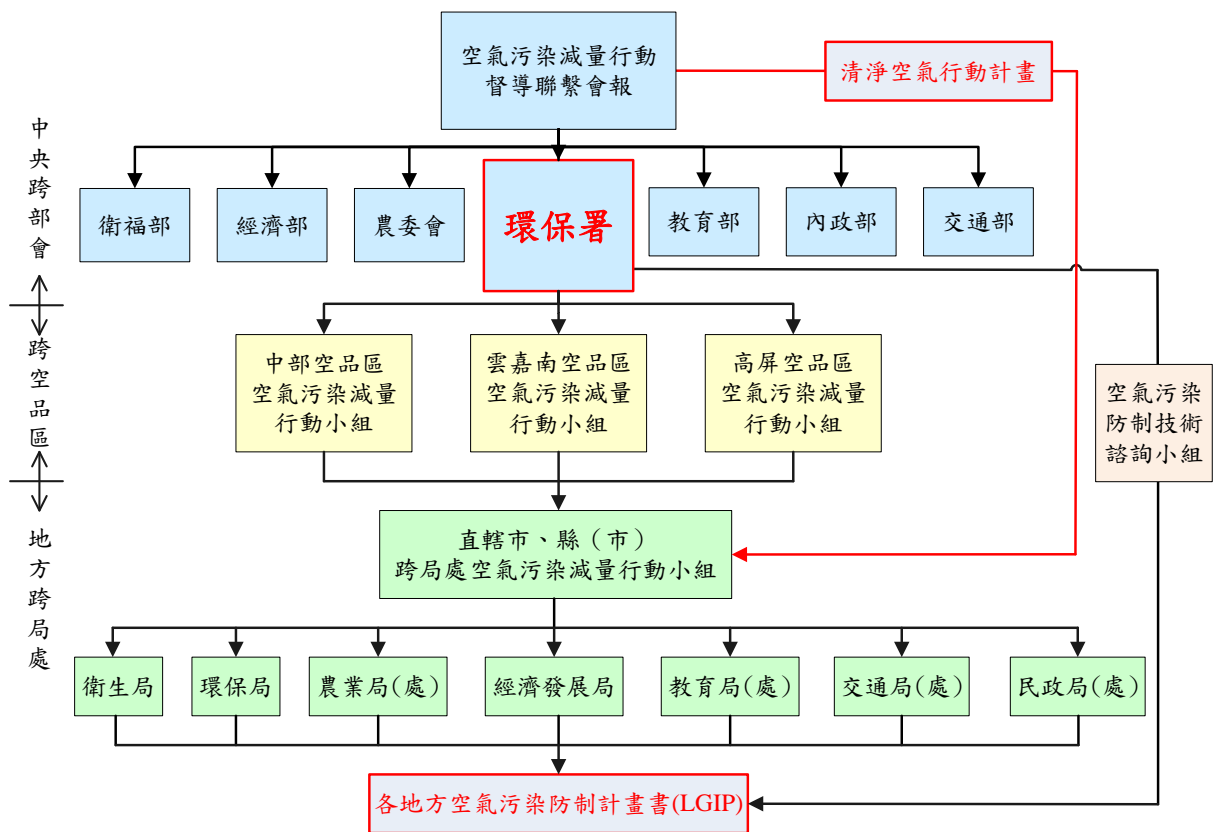 空氣污染減量行動
督導聯繫會報
清淨空氣行動計畫
中央跨部會
衛福部
經濟部
農委會
環保署
教育部
內政部
交通部
跨空品區
中部空品區
空氣污染減量
行動小組
雲嘉南空品區
空氣污染減量
行動小組
高屏空品區
空氣污染減量
行動小組
空氣污染
防制技術
諮詢小組
地方跨局處
直轄市、縣（市）
跨局處空氣污染減量行動小組
衛生局
環保局
農業局(處)
經濟發展局
教育局(處)
交通局(處)
民政局(處)
各地方空氣污染防制計畫書(LGIP)